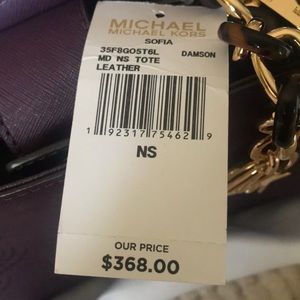 MICHAEL
MICHAEL KORS
SOFIA
35F8GO5T6L DAMSON
MD NS TOTE
LEATHER
1 92317 75462 9
NS
OUR PRICE
$368.00